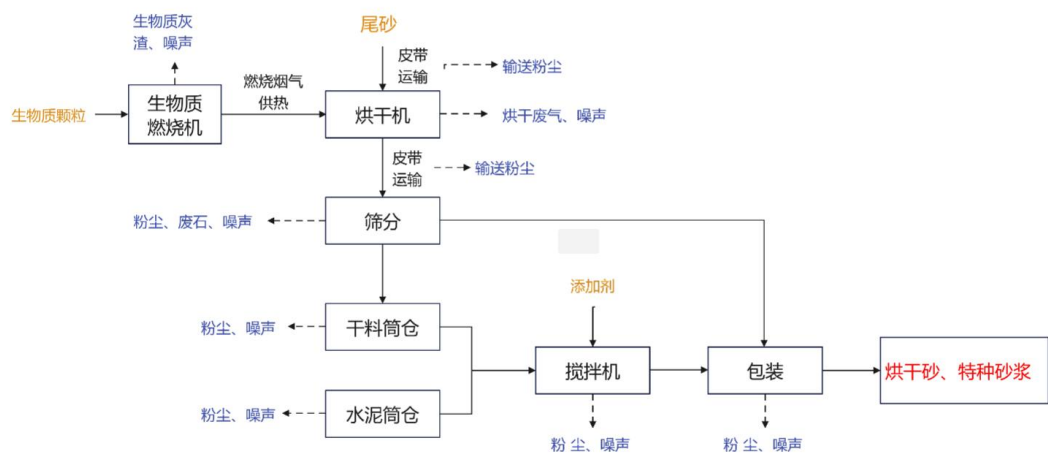 生物质灰
渣、噪声
尾砂
皮带
运输
输送粉尘
燃烧烟气
供热
生物质颗粒
生物质
燃烧机
烘干机
烘干废气、噪声
皮带
运输
输送粉尘
粉尘、废石、噪声
筛分
添加剂
粉尘、噪声
干料筒仓
搅拌机
包装
烘干砂、特种砂浆
粉尘、噪声
水泥筒仓
粉 尘、噪声
粉 尘、噪声